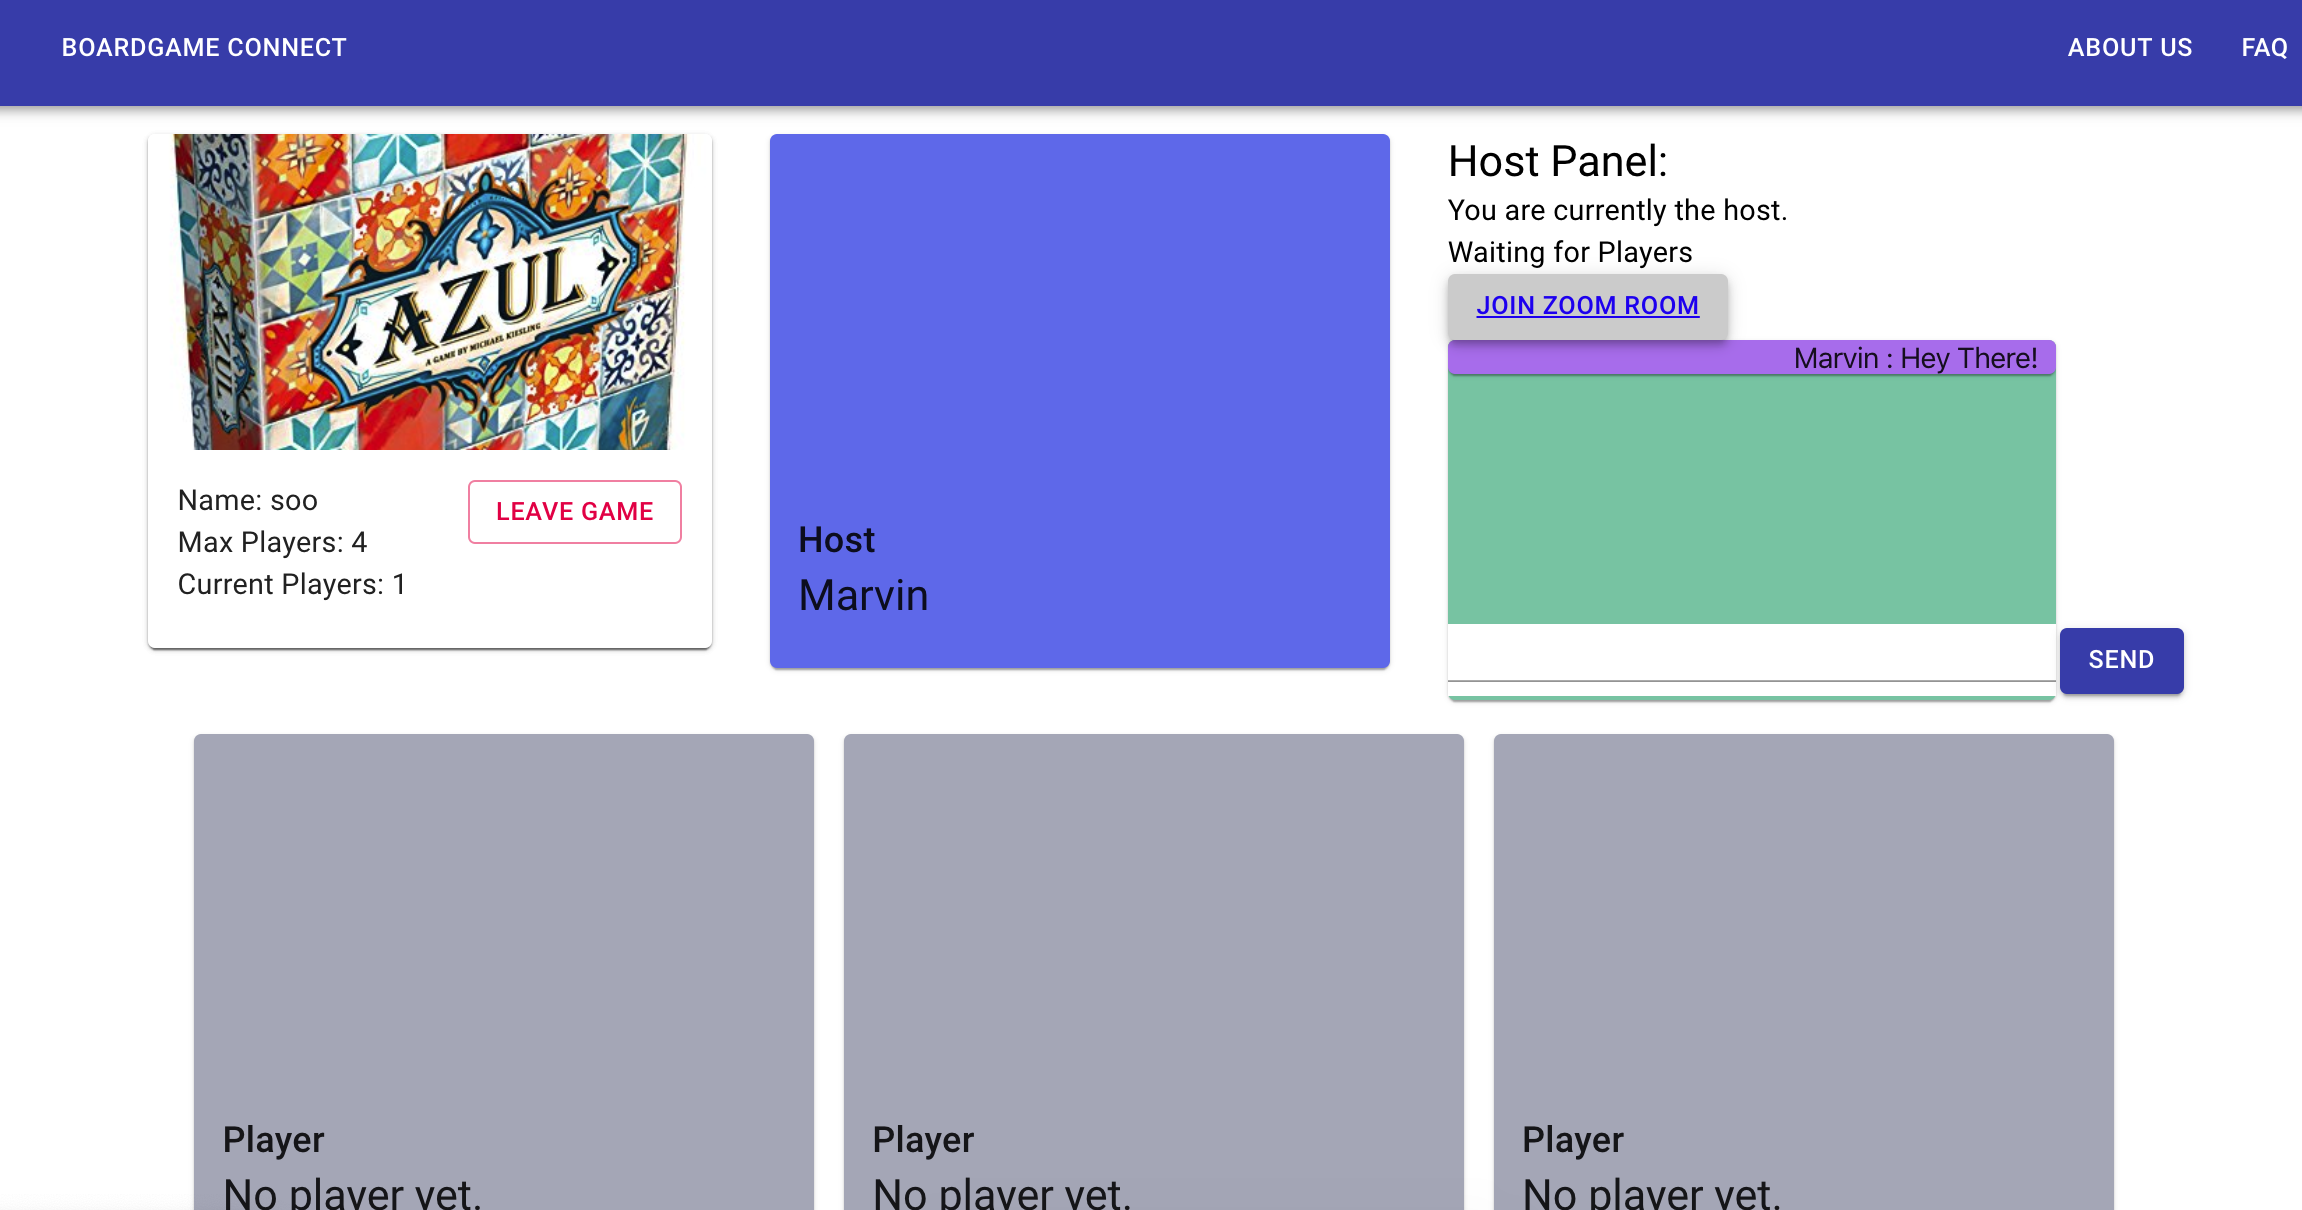 BOARDGAME CONNECT
ABOUT US
FAQ
AZUL
A GAME BY MICHAEL KIESLING
AZUL
B
Name: soo
Max Players: 4
Current Players: 1
LEAVE GAME
Host
Marvin
Host Panel:
You are currently the host.
Waiting for Players
JOIN ZOOM ROOM
Marvin : Hey There!
SEND
Player
No player yet.
Player
No player yet.
Player
No player yet.